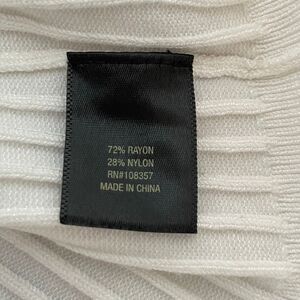 72% RAYON
28% NYLON
RN#108357
MADE IN CHINA